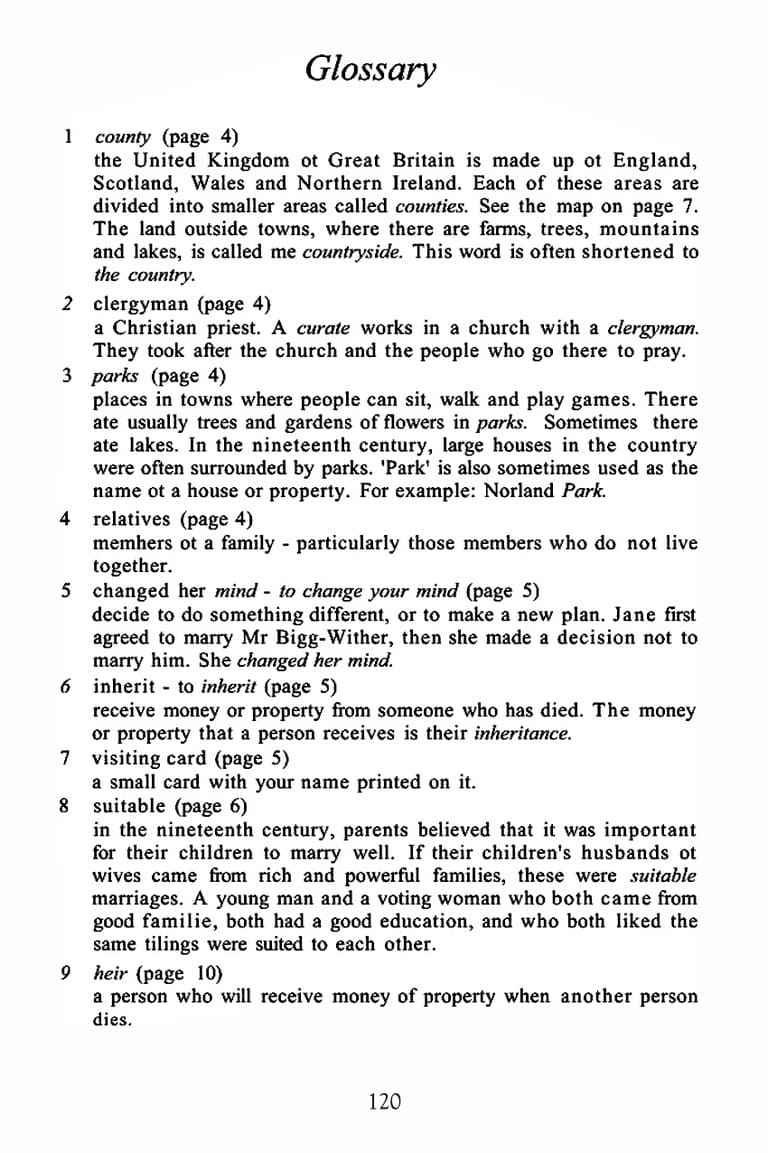 Glossary
1 county (page 4)
the United Kingdom ot Great Britain is made up ot England,
Scotland, Wales and Northern Ireland. Each of these areas are
divided into smaller areas called counties. See the map on page 7.
The land outside towns, where there are farms, trees, mountains
and lakes, is called me countryside. This word is often shortened to
the country.
2 clergyman (page 4)
a Christian priest. A curate works in a church with a clergyman.
They took after the church and the people who go there to pray.
3 parks (page 4)
places in towns where people can sit, walk and play games. There
ate usually trees and gardens of flowers in parks. Sometimes there
ate lakes. In the nineteenth century, large houses in the country
were often surrounded by parks. 'Park' is also sometimes used as the
name ot a house or property. For example: Norland Park.
4 relatives (page 4)
memhers ot a family - particularly those members who do not live
together.
5 changed her mind - to change your mind (page 5)
decide to do something different, or to make a new plan. Jane first
agreed to marry Mr Bigg-Wither, then she made a decision not to
marry him. She changed her mind.
6 inherit - to inherit (page 5)
receive money or property from someone who has died. The money
or property that a person receives is their inheritance.
7 visiting card (page 5)
a small card with your name printed on it.
8 suitable (page 6)
in the nineteenth century, parents believed that it was important
for their children to marry well. If their children's husbands ot
wives came from rich and powerful families, these were suitable
marriages. A young man and a voting woman who both came from
good familie, both had a good education, and who both liked the
same tilings were suited to each other.
9 heir (page 10)
a person who will receive money of property when another person
dies.
120